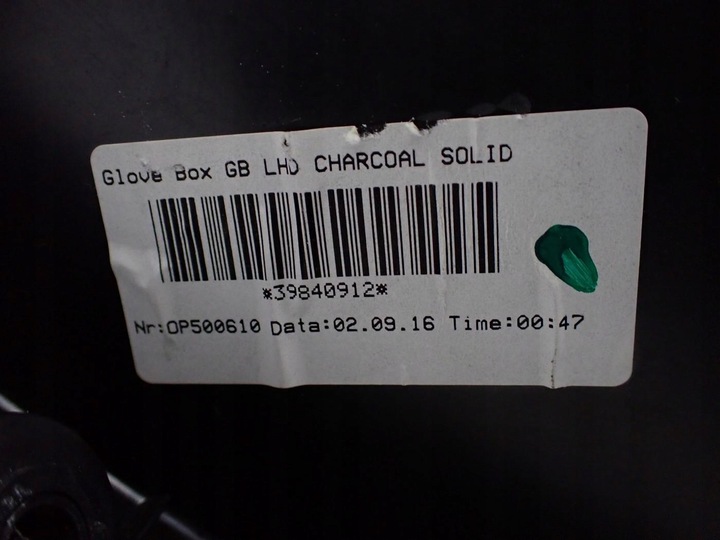 Glove Box GB LHD CHARCOAL SOLID
*39840912*
Nr:OP500610 Data:02.09.16 Time:00:47